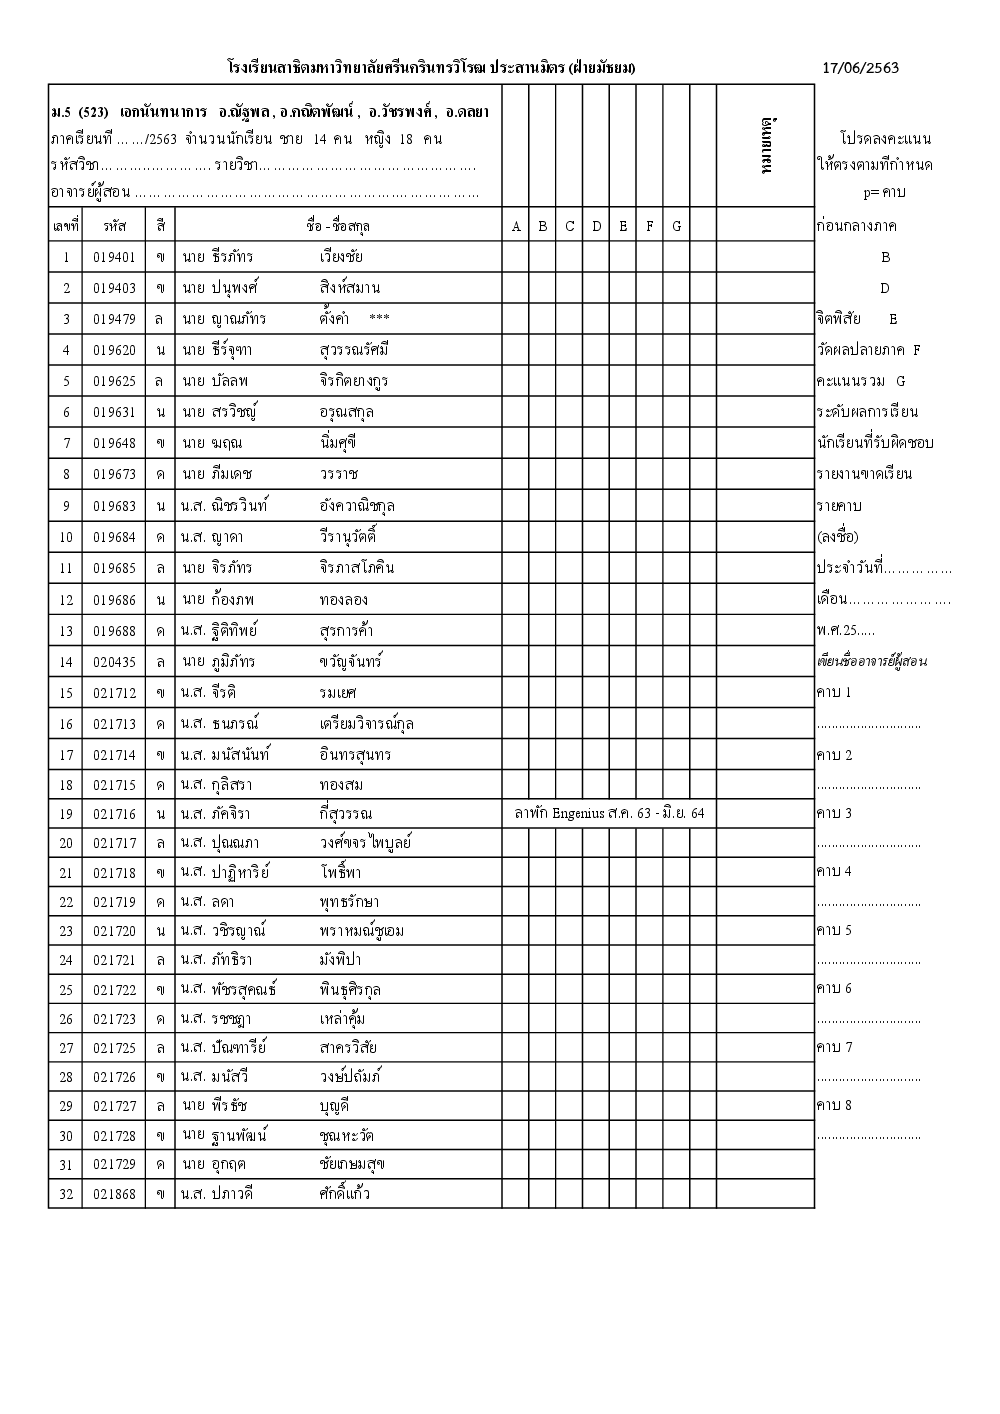 โรงเรียนสาธิตมหาวิทยาลัยศรีนครินทรวิโรฒ ประสานมิตร (ฝ่ายมัธยม) 17/06/2563
ม.5 (523) เอกนันทนาการ อ.ณัฐพล , อ.คณิตพัฒน์ , อ.วัชรพงศ์ , อ.ดลยา
ภาคเรียนที่ ……/2563 จำนวนนักเรียน ชาย 14 คน หญิง 18 คน โปรดลงคะแนน
รหัสวิชา…………………. รายวิชา………………………………………. ให้ตรงตามที่กำหนด
อาจารย์ผู้สอน ……………………………………………………………… p= คาบ
หมายเหตุ
เลขที่ รหัส สี ชื่อ - ชื่อสกุล A B C D E F G ก่อนกลางภาค
1 019401 ข นาย ธีรภัทร เวียงชัย B
2 019403 ข นาย ปนุพงศ์ สิงห์สมาน D
3 019479 ล นาย ญาณภัทร ตั้งคำ *** จิตพิสัย E
4 019620 น นาย ธีร์จุฑา สุวรรณรัศมี วัดผลปลายภาค F
5 019625 ล นาย บัลลพ จิรกิตยางกูร คะแนนรวม G
6 019631 น นาย สรวิชญ์ อรุณสกุล ระดับผลการเรียน
7 019648 ข นาย ฆฤณ นิ่มศุขี นักเรียนที่รับผิดชอบ
8 019673 ด นาย ภีมเดช วรราช รายงานขาดเรียน
9 019683 น น.ส. ณิชรวินท์ อังควาณิชกุล รายคาบ
10 019684 ด น.ส. ญาดา วีรานุวัตติ์ (ลงชื่อ)
11 019685 ล นาย จิรภัทร จิรภาสโภคิน ประจำวันที่……………
12 019686 น นาย ก้องภพ ทองลอง เดือน………………….
13 019688 ด น.ส. ฐิติทิพย์ สุรการค้า พ.ศ.25.....
14 020435 ล นาย ภูมิภัทร ขวัญจันทร์ เขียนชื่ออาจารย์ผู้สอน
15 021712 ข น.ส. จีรติ รมเยศ คาบ 1
16 021713 ด น.ส. ธนภรณ์ เตรียมวิจารณ์กุล .............................
17 021714 ข น.ส. มนัสนันท์ อินทรสุนทร คาบ 2
18 021715 ด น.ส. กุลิสรา ทองสม .............................
19 021716 น น.ส. ภัคจิรา กี่สุวรรณ ลาพัก Engenius ส.ค. 63 - มิ.ย. 64 คาบ 3
20 021717 ล น.ส. ปุณณภา วงศ์ขจรไพบูลย์ .............................
21 021718 ข น.ส. ปาฏิหาริย์ โพธิ์พา คาบ 4
22 021719 ด น.ส. ลดา พุทธรักษา .............................
23 021720 น น.ส. วชิรญาณ์ พราหมณ์ชูเอม คาบ 5
24 021721 ล น.ส. ภัทธิรา มังพิปา .............................
25 021722 ข น.ส. พัชรสุคณธ์ พินธุศิรกุล คาบ 6
26 021723 ด น.ส. รชชฎา เหล่าคุ้ม .............................
27 021725 ล น.ส. ปัณฑารีย์ สาครวิสัย คาบ 7
28 021726 ข น.ส. มนัสวี วงษ์ปถัมภ์ .............................
29 021727 ล นาย พีรธัช บุญดี คาบ 8
30 021728 ข นาย ฐานพัฒน์ ชุณหะวัต .............................
31 021729 ด นาย อุกฤต ชัยเกษมสุข
32 021868 ข น.ส. ปภาวดี ศักดิ์แก้ว